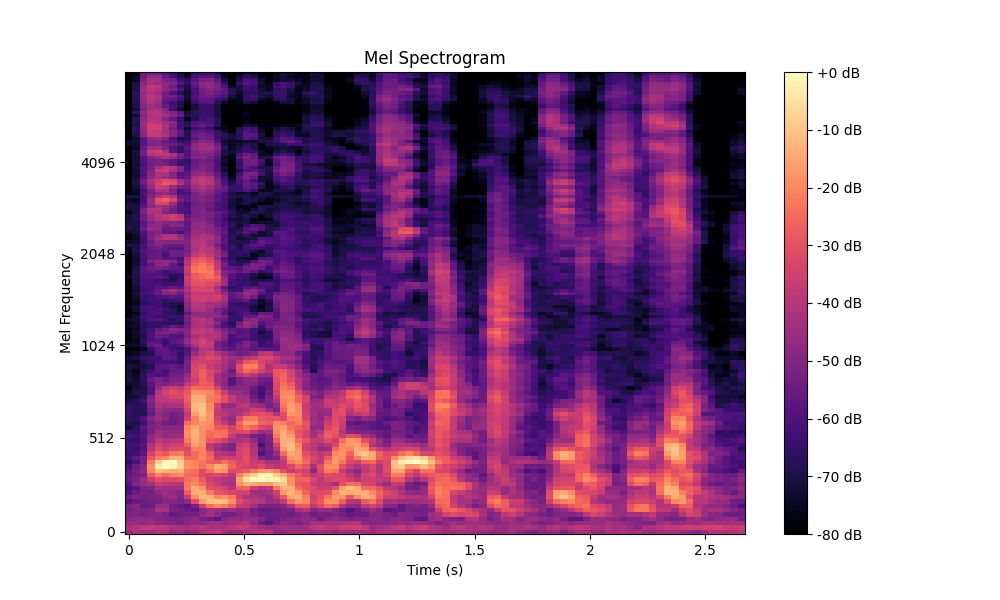 Mel Spectrogram
+0 dB
-10 dB
-20 dB
-30 dB
-40 dB
-50 dB
-60 dB
-70 dB
-80 dB
Mel Frequency
4096
2048
1024
512
0
0
0.5
1
1.5
2
2.5
Time (s)